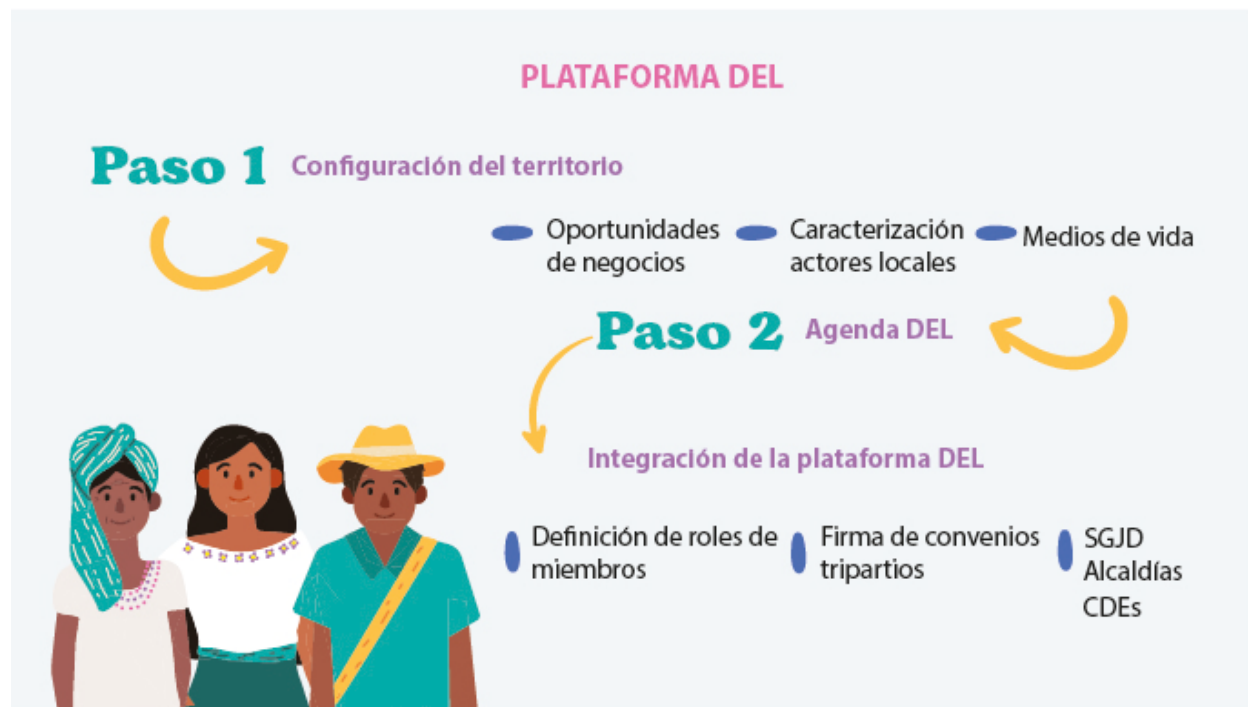 PLATAFORMA DEL
Paso 1 Configuración del territorio
Oportunidades
de negocios
Caracterización
actores locales
Medios de vida
Paso 2 Agenda DEL
Integración de la plataforma DEL
Definición de roles de
miembros
Firma de convenios
tripartios
SGJD
Alcaldías
CDEs